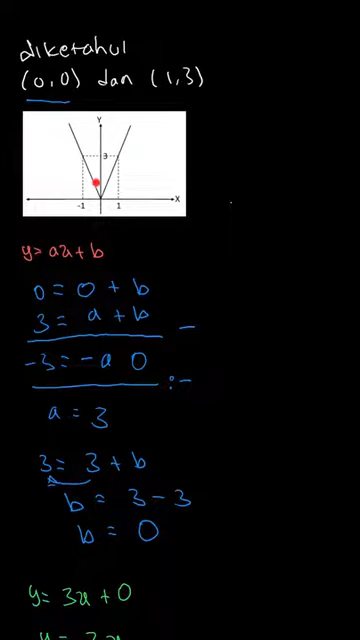 diketahui
(0,0) dan (1,3)
Y
3
-1 1 X
y = ax + b
0 = 0 + b
3 = a + b
-
-3 = -a 0
:-
a = 3
3 = 3 + b
b = 3 - 3
b = 0
y = 3x + 0
y = 3x